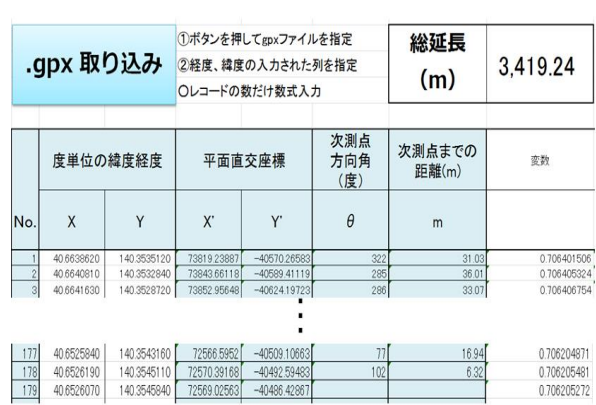 .gpx 取り込み
①ボタンを押してgpxファイルを指定
②経度、緯度の入力された列を指定
〇レコードの数だけ数式入力
総延長
(m)
3,419.24
No. 度単位の緯度経度 平面直交座標 次測点方向角(度) 次測点までの距離(m) 変数
X Y X' Y' θ m
1 40.6638620 140.3535120 73819.23887 -40570.26583 322 31.03 0.706401506
2 40.6640810 140.3532840 73843.66118 -40589.41119 285 36.01 0.706405324
3 40.6641630 140.3528720 73852.95648 -40624.19723 286 33.07 0.706406754
177 40.6525840 140.3543160 72566.5952 -40509.10663 77 16.94 0.706204871
178 40.6526190 140.3545110 72570.39168 -40492.59483 102 6.32 0.706205481
179 40.6526070 140.3545840 72569.02563 -40486.42867 0.706205272